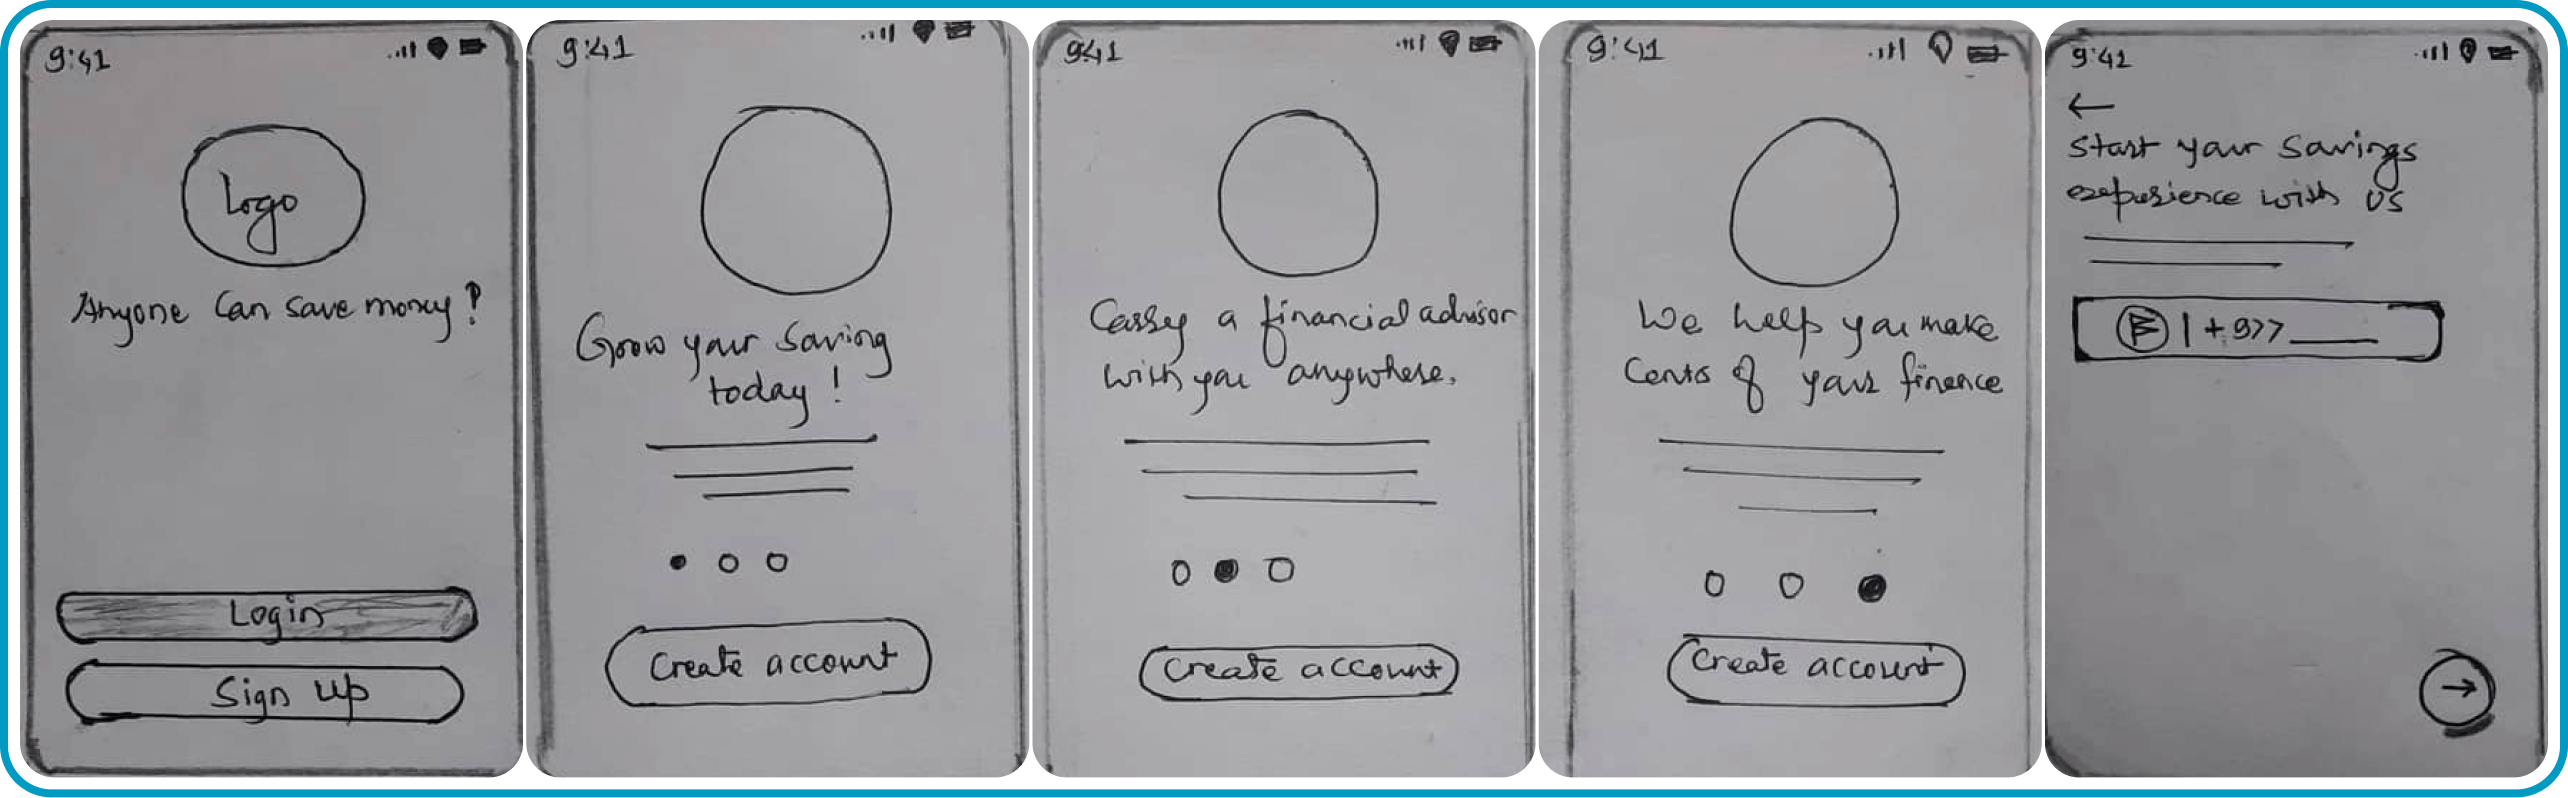 9:41
Logo
Anyone can save money!
Login
Sign up
9:41
Grow your saving
today!
Create account
9:41
Carry a financial advisor
with you anywhere.
Create account
9:41
We help you make
Cents of your finance
Create account
9:41
←
Start your savings
experience with us
| +977
→